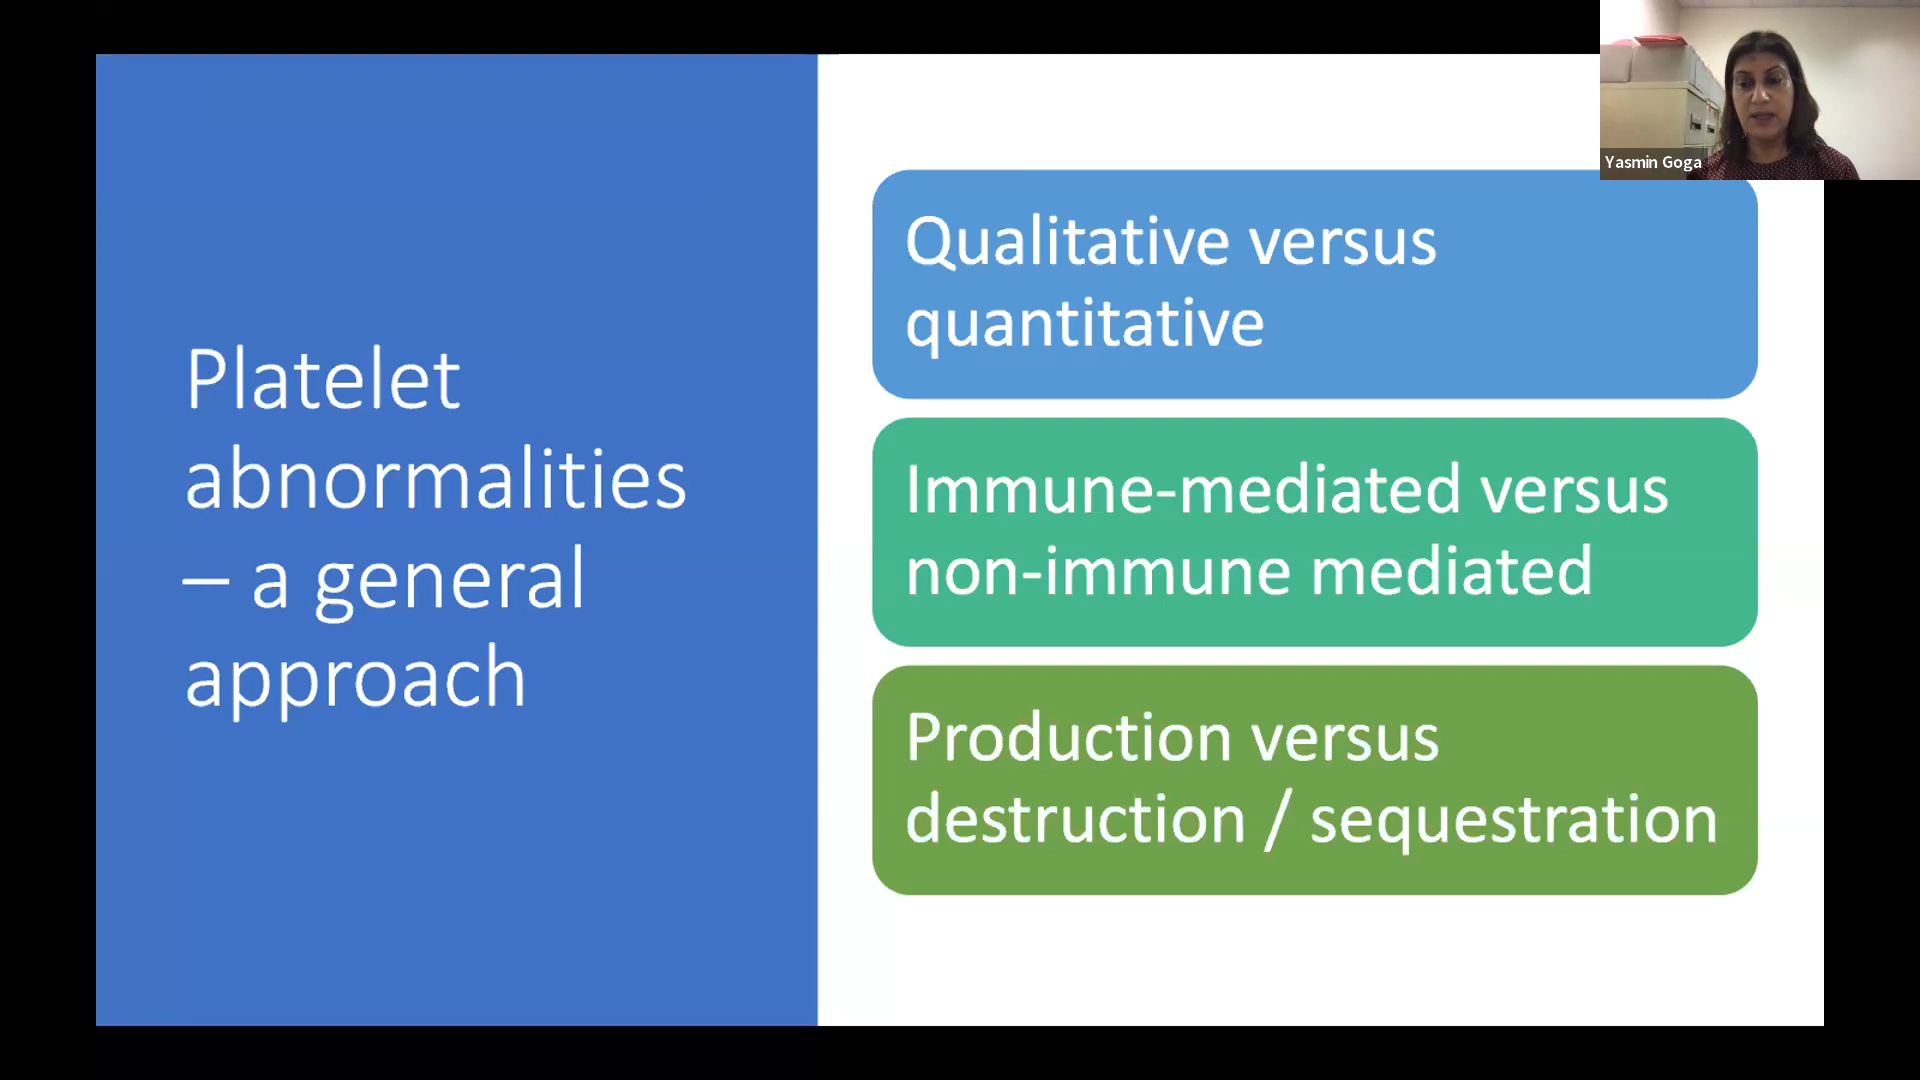 Platelet
abnormalities
– a general
approach
Qualitative versus
quantitative
Immune-mediated versus
non-immune mediated
Production versus
destruction / sequestration
Yasmin Goga